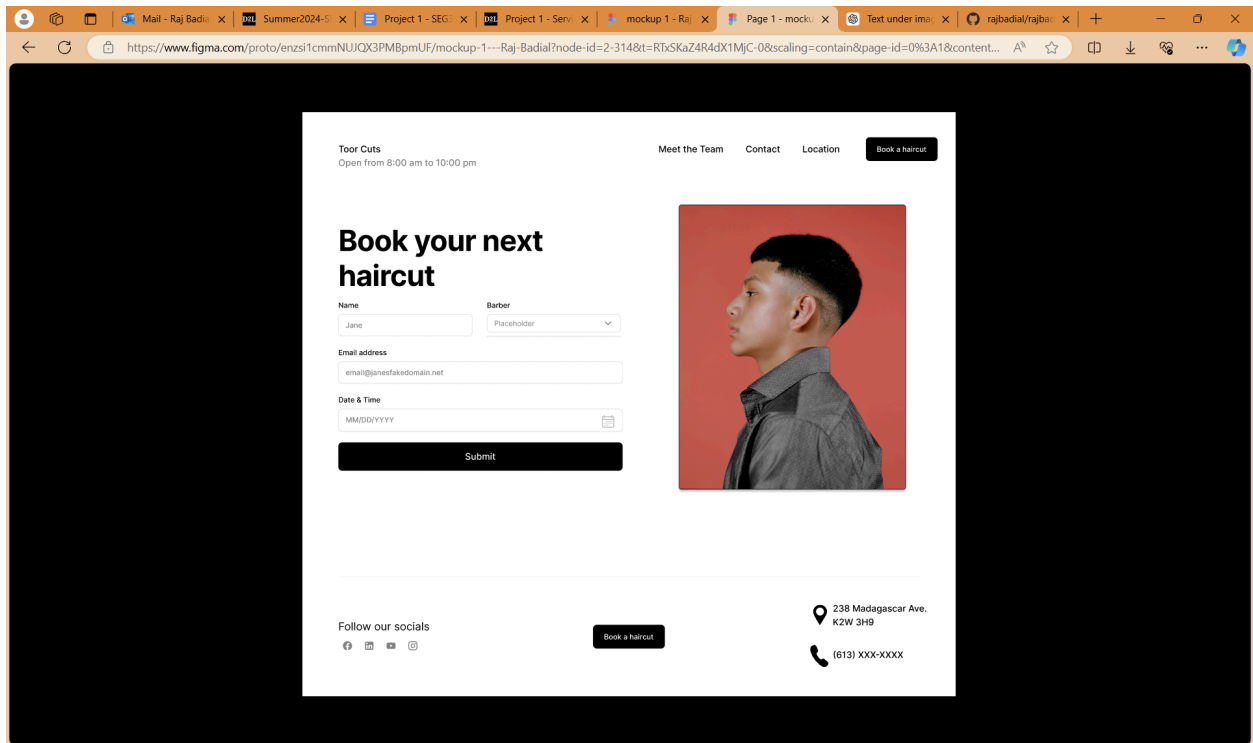 Mail - Raj Badia
Summer2024-S
Project 1 - SEG3
Project 1 - Servi
mockup 1 - Raj
Page 1 - mocku
Text under imag
rajbadial/rajbad
https://www.figma.com/proto/enzsi1cmmNUJQX3PMBpmUF/mockup-1---Raj-Badial?node-id=2-314&t=RTxSKaZ4R4dX1MjC-0&scaling=contain&page-id=0%3A1&content...
Toor Cuts
Open from 8:00 am to 10:00 pm
Meet the Team
Contact
Location
Book a haircut
Book your next
haircut
Name
Barber
Jane
Placeholder
Email address
email@janesfakedomain.net
Date & Time
MM/DD/YYYY
Submit
Follow our socials
Book a haircut
238 Madagascar Ave.
K2W 3H9
(613) XXX-XXXX